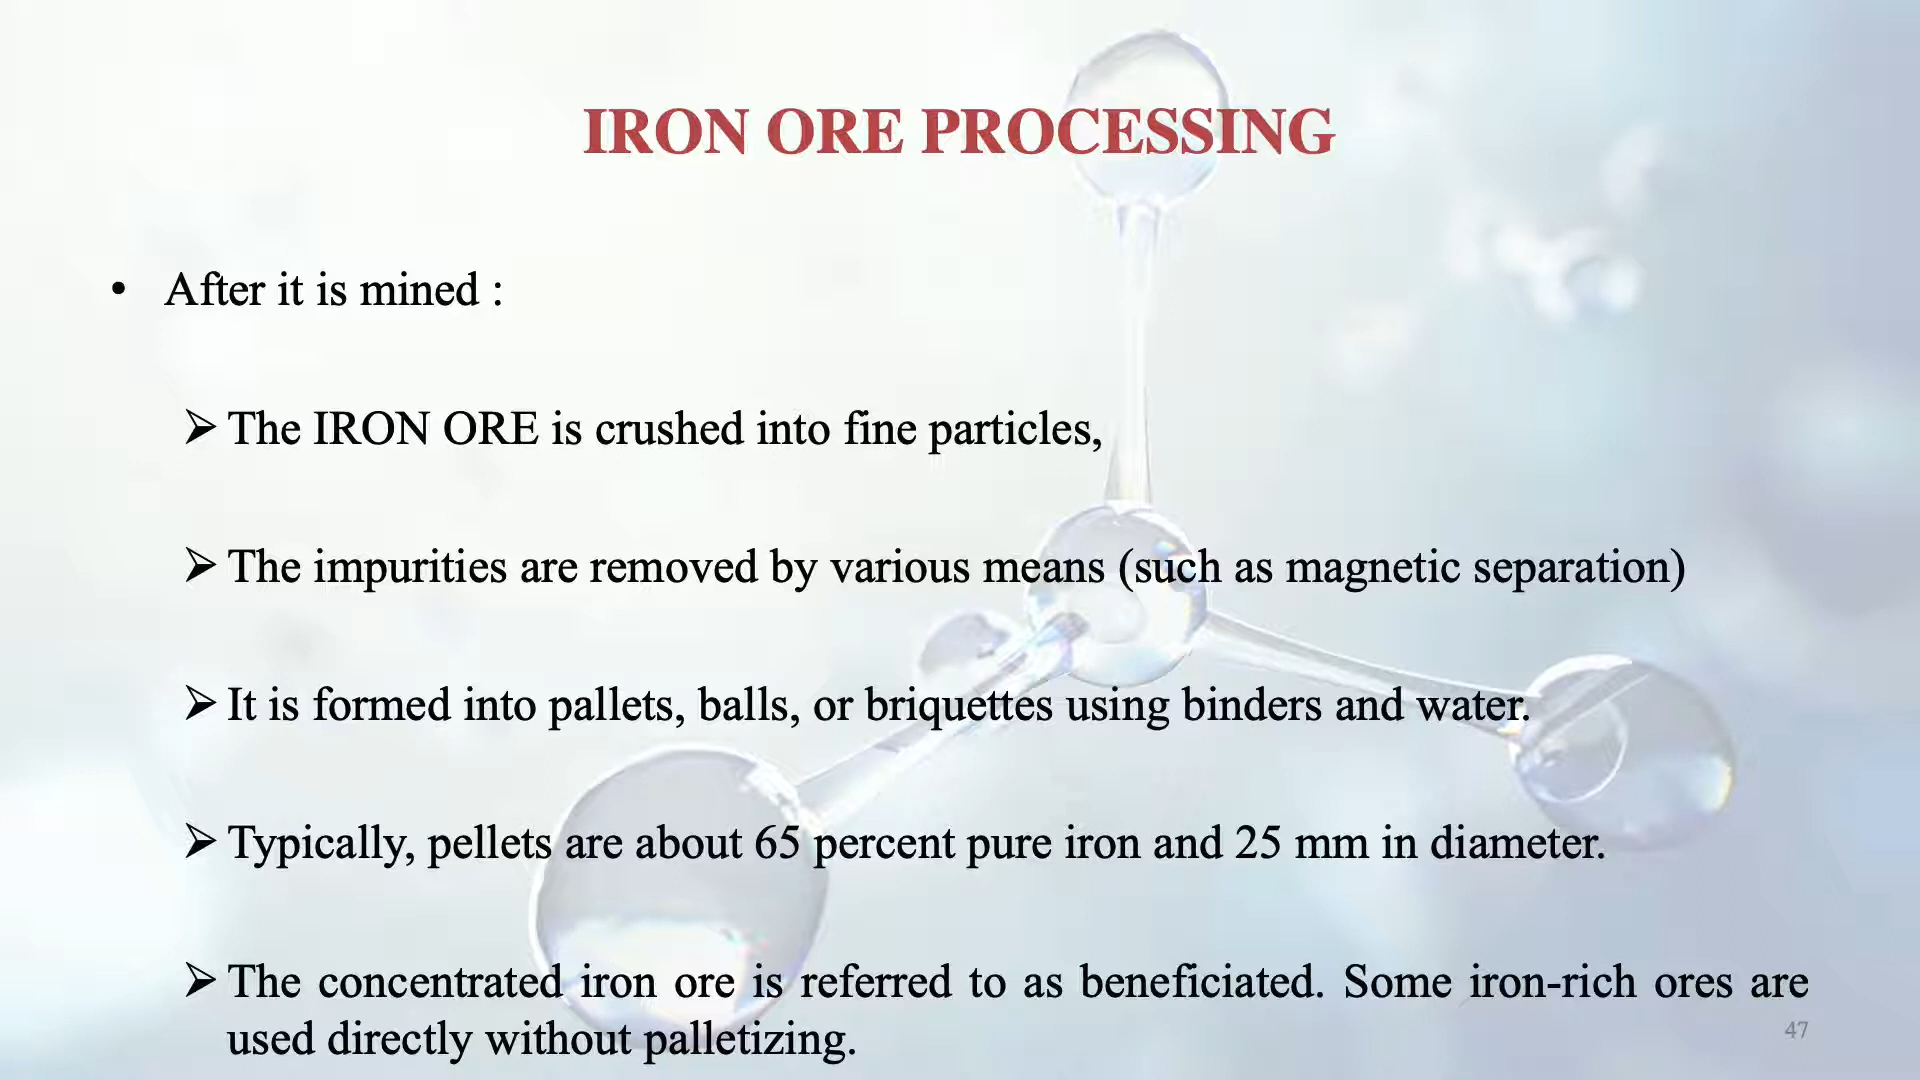 IRON ORE PROCESSING
• After it is mined :
➢ The IRON ORE is crushed into fine particles,
➢ The impurities are removed by various means (such as magnetic separation)
➢ It is formed into pallets, balls, or briquettes using binders and water.
➢ Typically, pellets are about 65 percent pure iron and 25 mm in diameter.
➢ The concentrated iron ore is referred to as beneficiated. Some iron-rich ores are
used directly without palletizing.
47